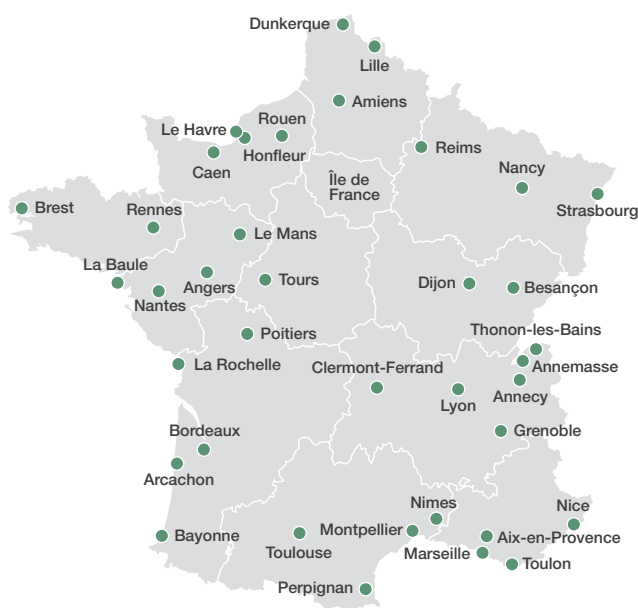 Dunkerque
Lille
Amiens
Rouen
Le Havre
Honfleur
Caen
Reims
Île de
France
Nancy
Strasbourg
Brest
Rennes
Le Mans
La Baule
Angers
Nantes
Tours
Dijon
Besançon
Poitiers
Thonon-les-Bains
La Rochelle
Clermont-Ferrand
Annemasse
Annecy
Lyon
Grenoble
Bordeaux
Arcachon
Nimes
Nice
Bayonne
Montpellier
Aix-en-Provence
Toulouse
Marseille
Toulon
Perpignan